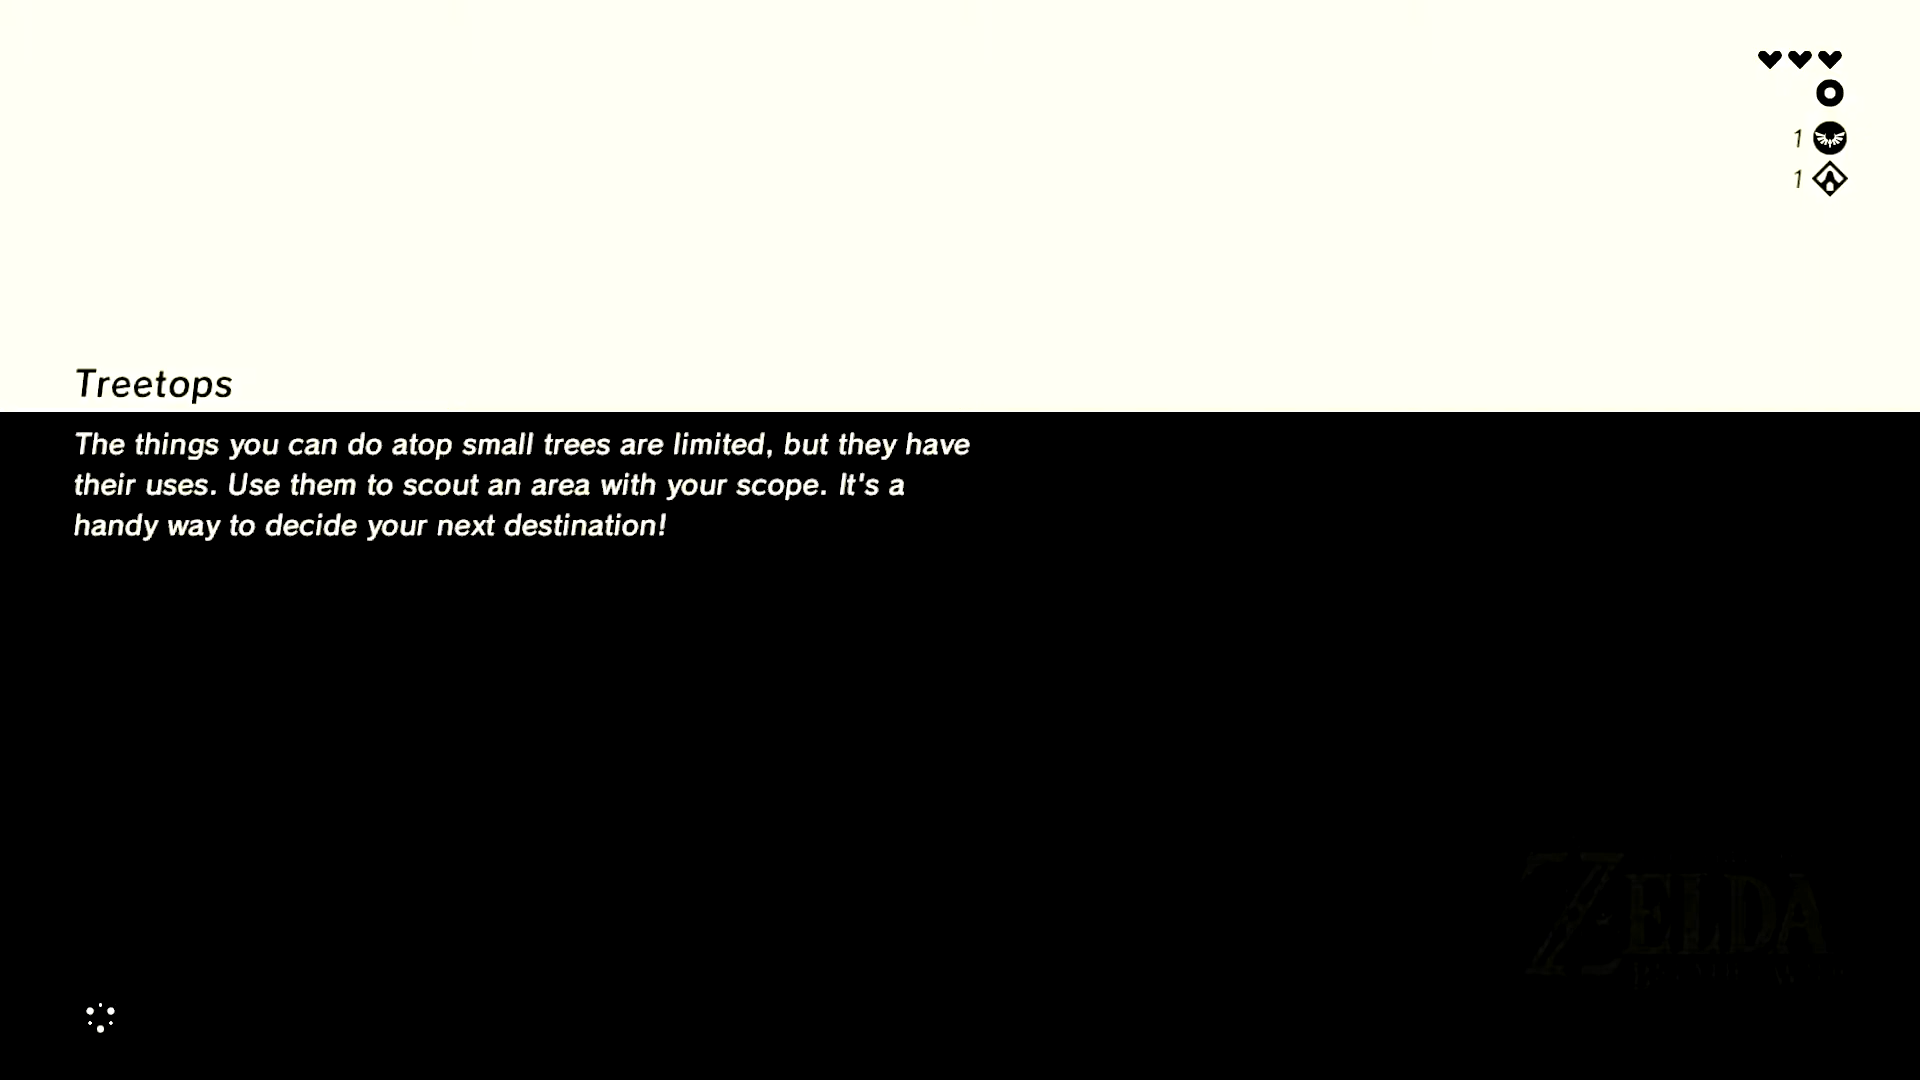 1
1
Treetops
The things you can do atop small trees are limited, but they have
their uses. Use them to scout an area with your scope. It's a
handy way to decide your next destination!
ZELDA